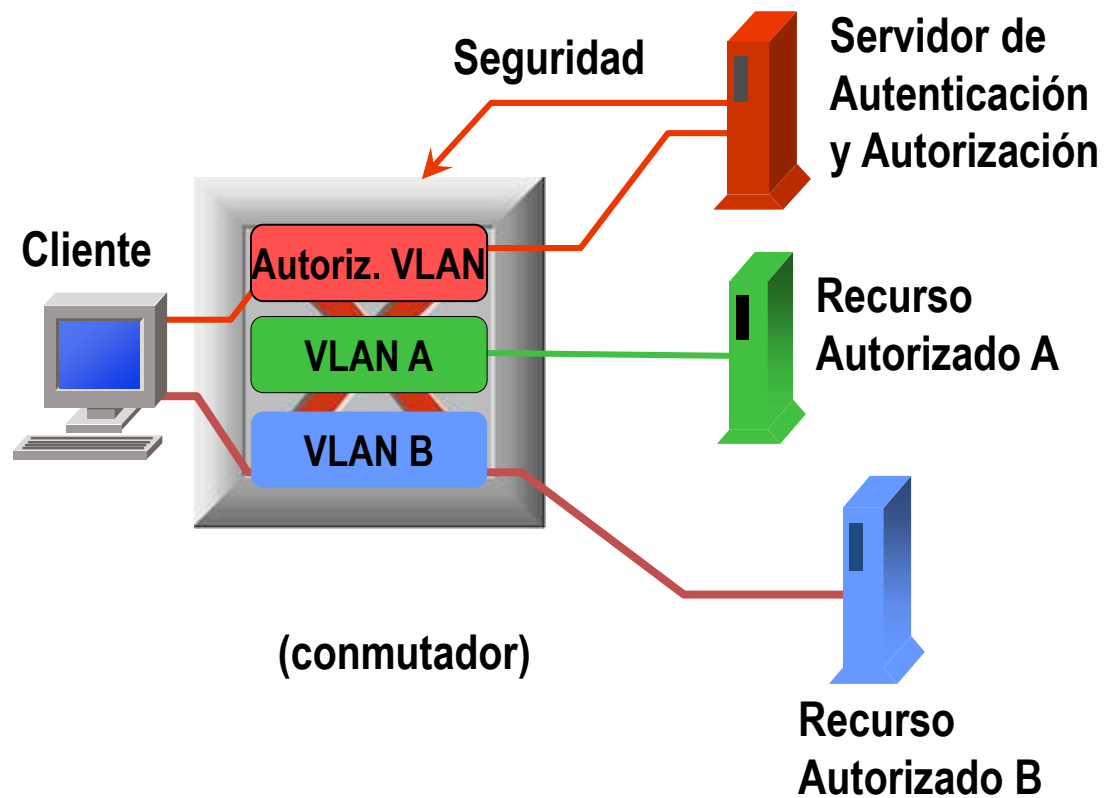 Seguridad
Servidor de
Autenticación
y Autorización
Cliente
Autoriz. VLAN
VLAN A
VLAN B
Recurso
Autorizado A
(conmutador)
Recurso
Autorizado B